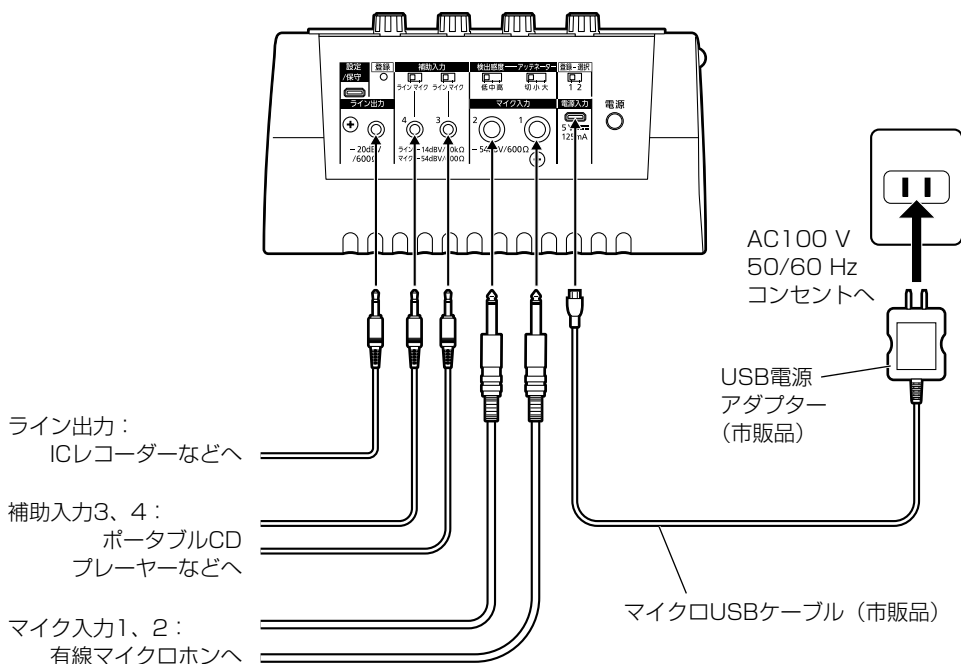 設定 登録 補助入力 検出感度 アッテネーター 登録-選択
/保守 ライン マイク ライン マイク 低 中 高 切 小 大 1 2
ライン出力 マイク入力 電源入力 電源
4 3 2 1
－20dBV ライン－14dBV/10kΩ －54dBV/600Ω 5V
/600Ω マイク－54dBV/600Ω 125mA
AC100 V
50/60 Hz
コンセントへ
USB電源
アダプター
（市販品）
ライン出力：
ICレコーダーなどへ
補助入力3、4：
ポータブルCD
プレーヤーなどへ
マイクロUSBケーブル（市販品）
マイク入力1、2：
有線マイクロホンへ